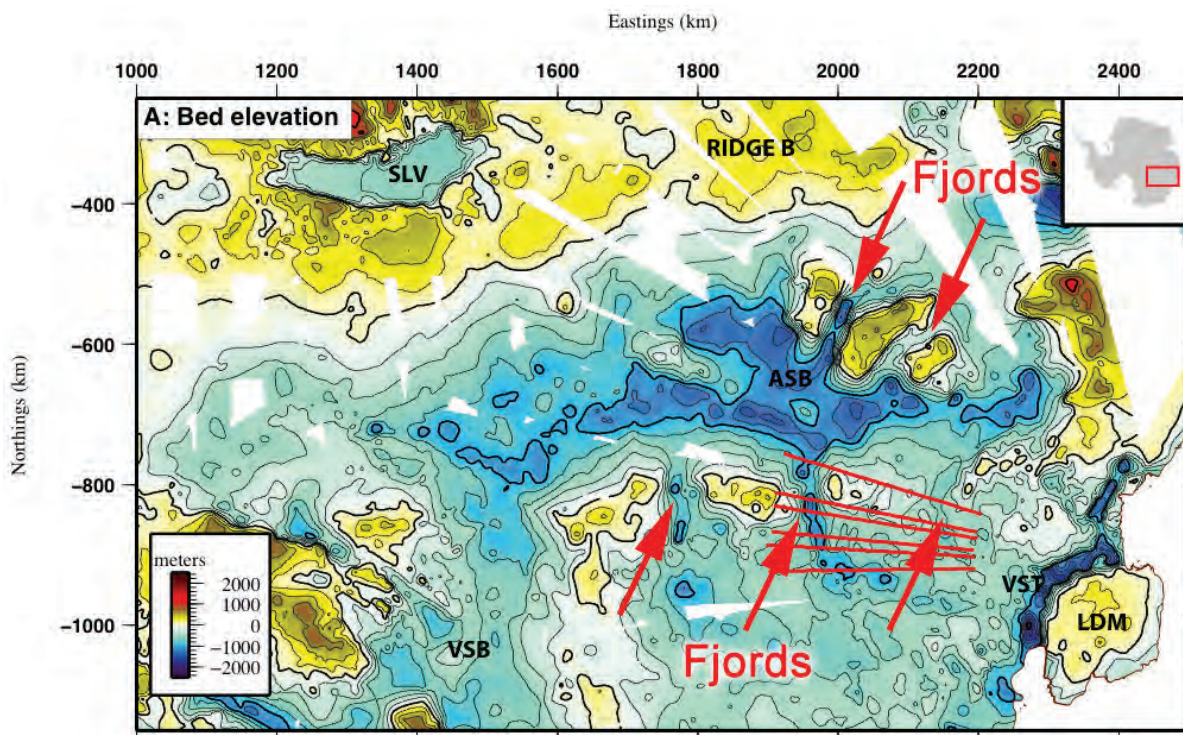 Eastings (km)
1000 1200 1400 1600 1800 2000 2200 2400
A: Bed elevation
RIDGE B
SLV
Fjords
−400
−600
ASB
Northings (km)
−800
meters
2000
1000
0
−1000
−2000
VST
−1000
LDM
VSB
Fjords